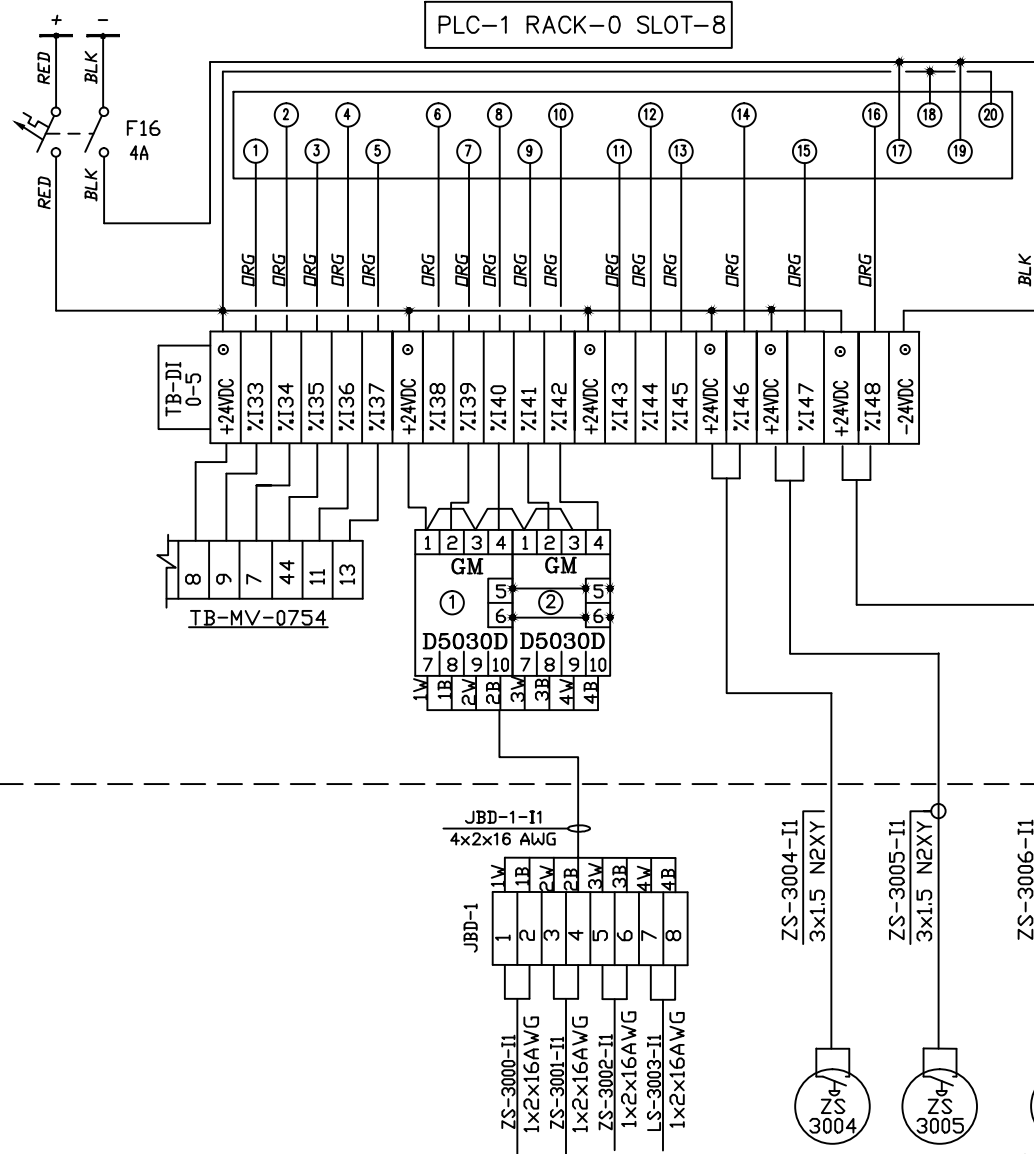 PLC-1 RACK-0 SLOT-8
+ -
RED BLK
F16
4A
RED BLK
2 4 6 8 10 12 14 16 18 20
1 3 5 7 9 11 13 15 17 19
ORG ORG ORG ORG ORG ORG ORG ORG ORG ORG ORG ORG ORG ORG ORG ORG BLK
TB-DI
0-5
+24VDC %I33 %I34 %I35 %I36 %I37 +24VDC %I38 %I39 %I40 %I41 %I42 +24VDC %I43 %I44 %I45 +24VDC %I46 +24VDC %I47 +24VDC %I48 -24VDC
8 9 7 44 11 13
TB-MV-0754
1 2 3 4 1 2 3 4
GM GM
1 5 2 5
6 6
D5030D D5030D
7 8 9 10 7 8 9 10
1W 1B 2W 2B 3W 3B 4W 4B
JBD-1-I1
4x2x16 AWG
1W 1B 2W 2B 3W 3B 4W 4B
JBD-1
1 2 3 4 5 6 7 8
ZS-3000-I1
1x2x16AWG
ZS-3001-I1
1x2x16AWG
ZS-3002-I1
1x2x16AWG
LS-3003-I1
1x2x16AWG
ZS-3004-I1
3x1.5 N2XY
ZS-3005-I1
3x1.5 N2XY
ZS-3006-I1
ZS
3004
ZS
3005